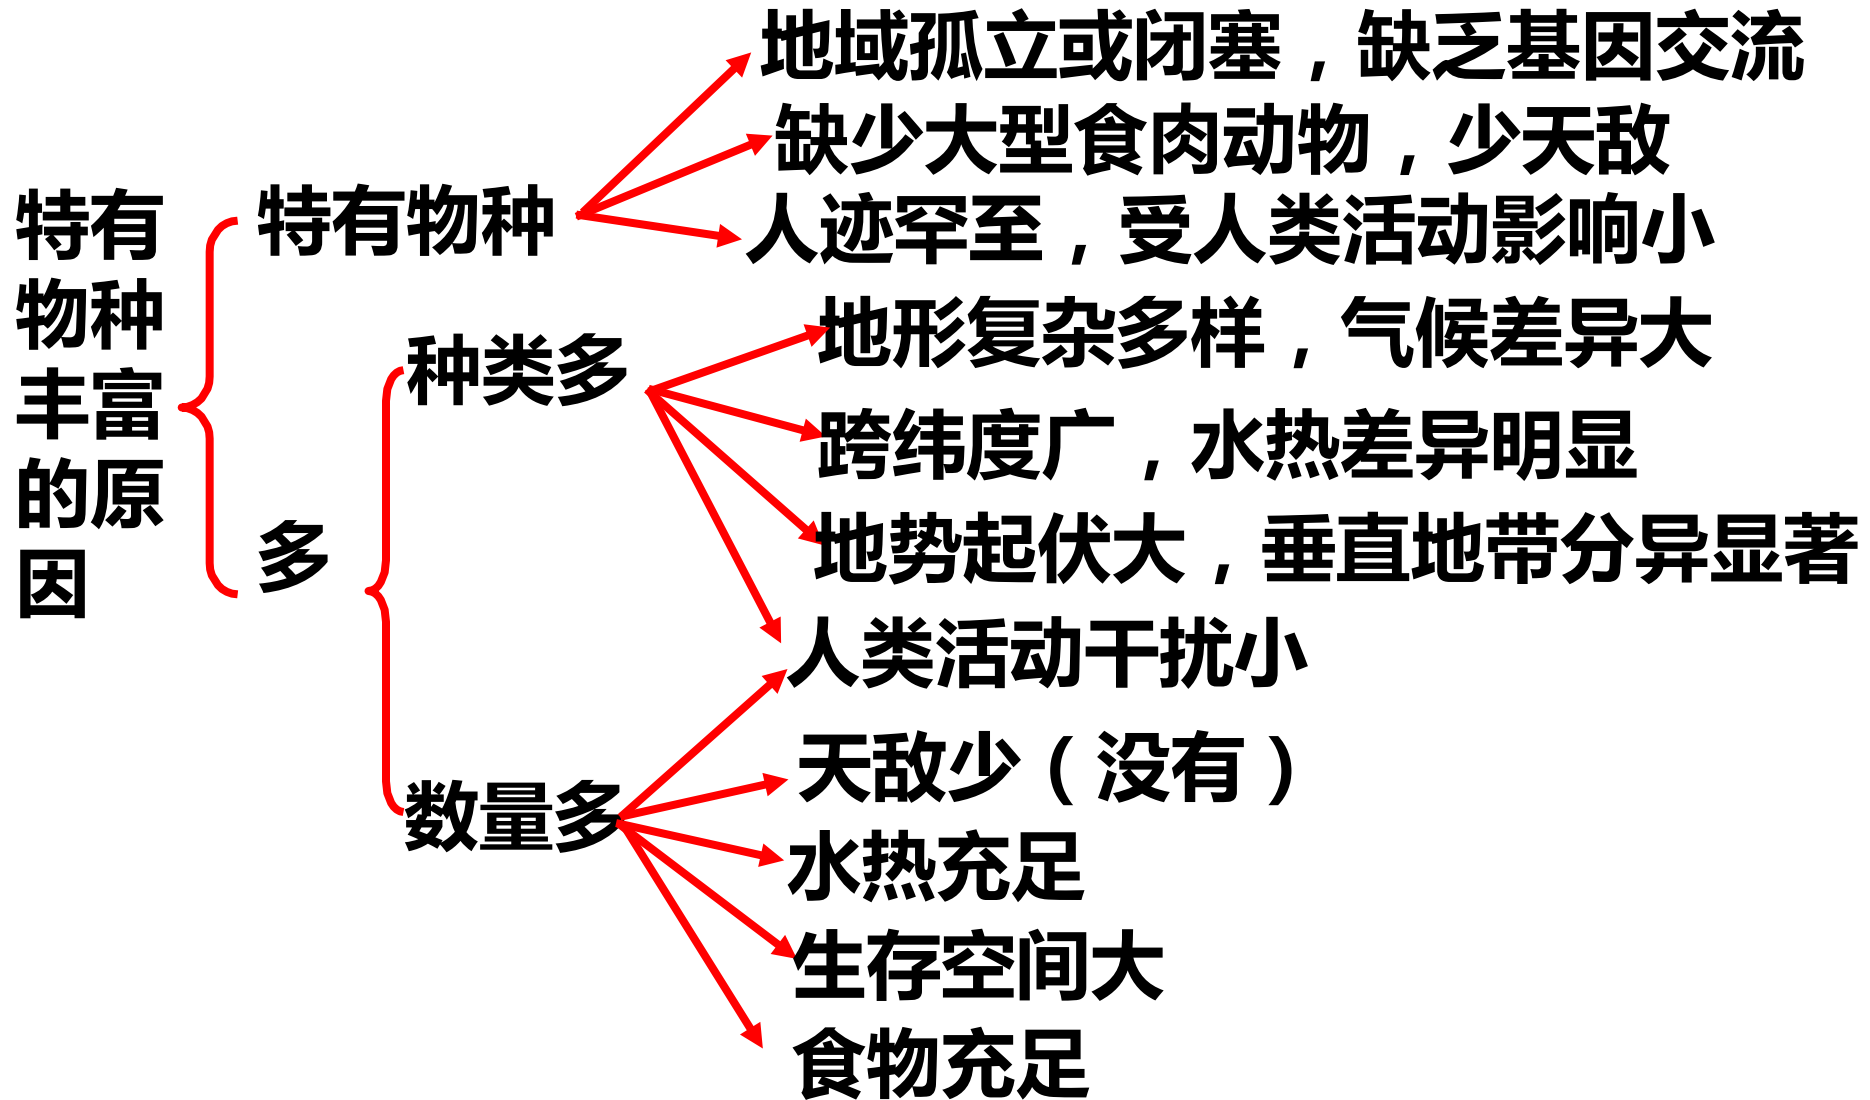 特有
物种
丰富
的原
因
特有物种
地域孤立或闭塞，缺乏基因交流
缺少大型食肉动物，少天敌
人迹罕至，受人类活动影响小
多
种类多
地形复杂多样，气候差异大
跨纬度广，水热差异明显
地势起伏大，垂直地带分异显著
人类活动干扰小
数量多
天敌少（没有）
水热充足
生存空间大
食物充足